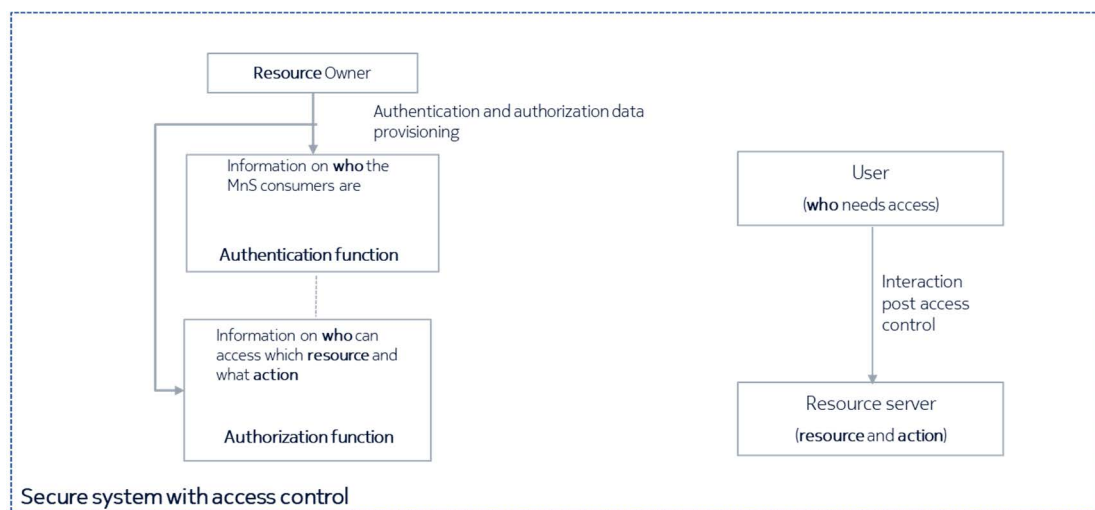 Resource Owner
Authentication and authorization data
provisioning
Information on who the
MnS consumers are
Authentication function
Information on who can
access which resource and
what action
Authorization function
User
(who needs access)
Interaction
post access
control
Resource server
(resource and action)
Secure system with access control